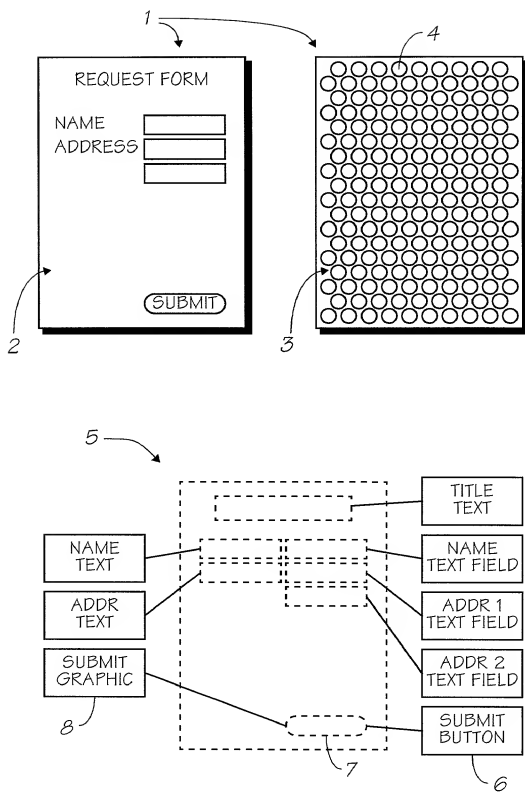 1
4
REQUEST FORM
NAME
ADDRESS
SUBMIT
2
3
5
TITLE
TEXT
NAME
TEXT
NAME
TEXT FIELD
ADDR
TEXT
ADDR 1
TEXT FIELD
SUBMIT
GRAPHIC
ADDR 2
TEXT FIELD
SUBMIT
BUTTON
8
7
6